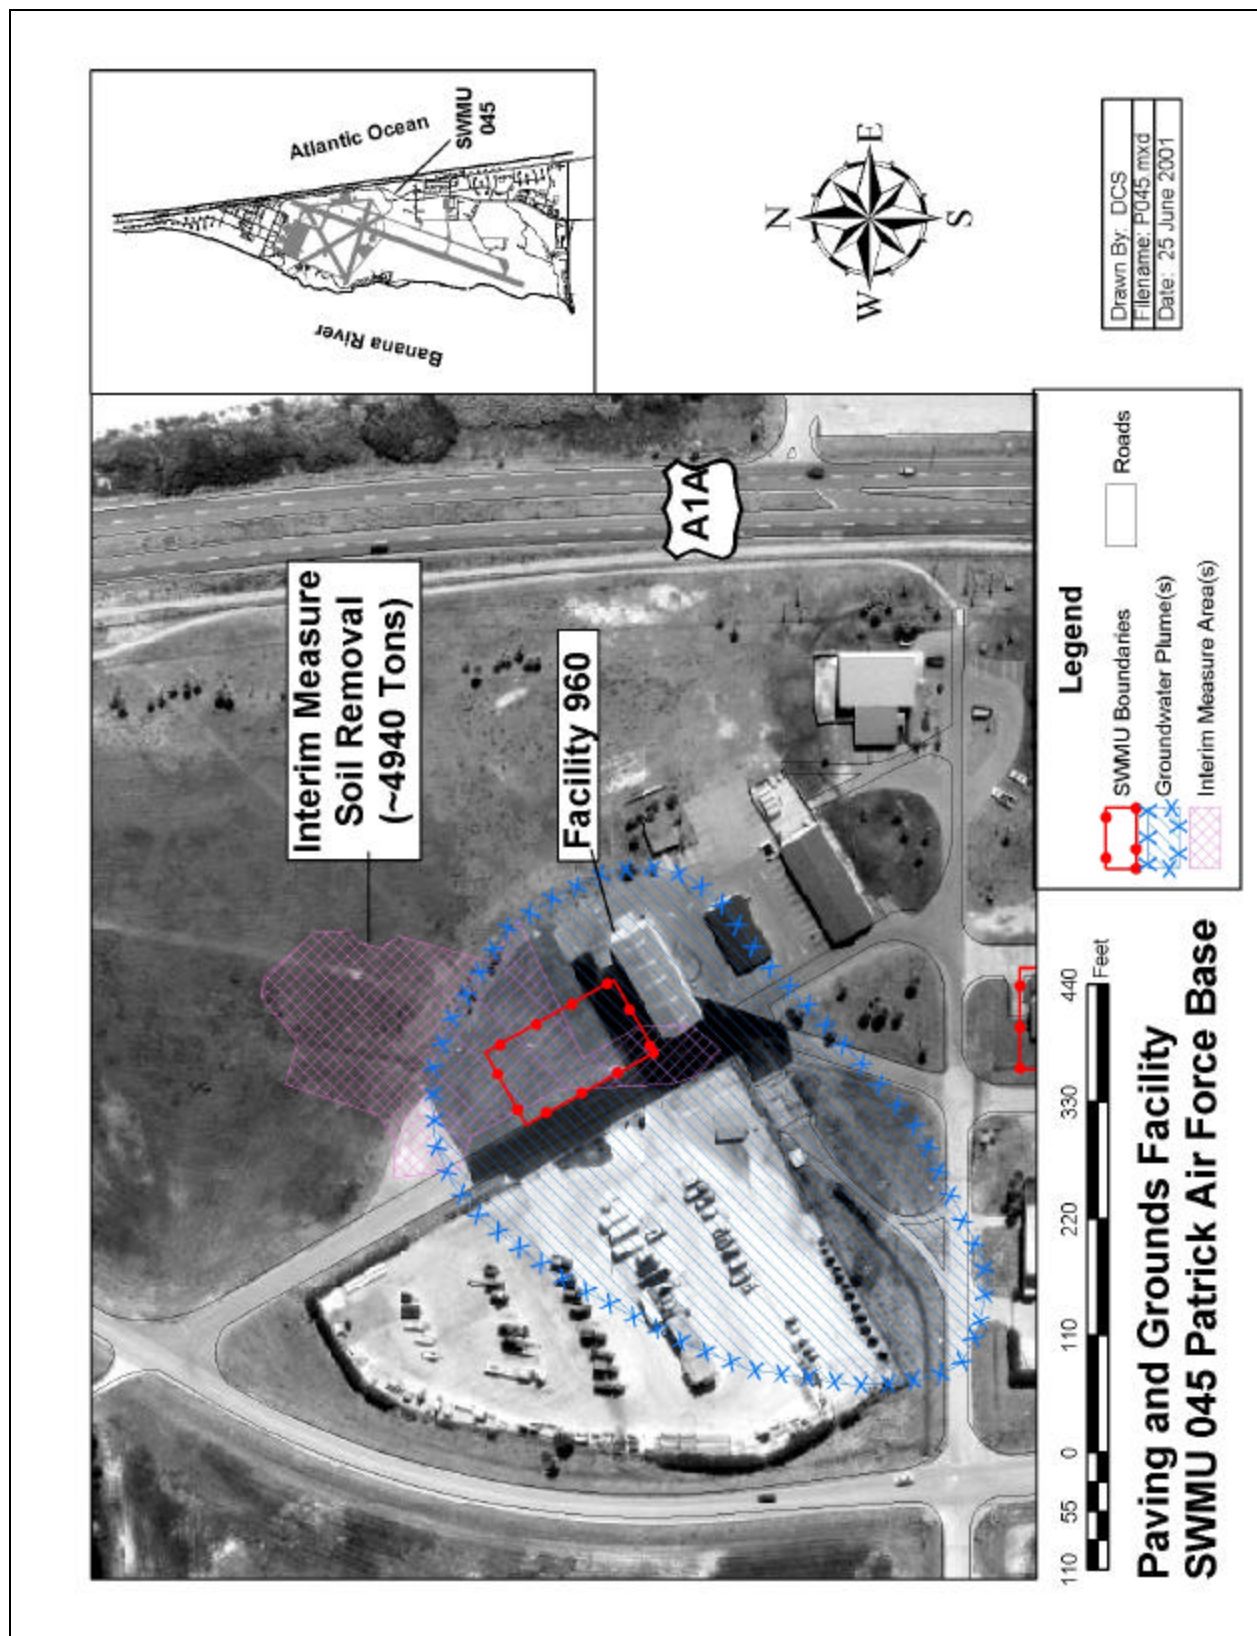 Atlantic Ocean
SWMU
045
Banana River
N
E
S
W
Drawn By: DCS
Filename: P045.mxd
Date: 25 June 2001
Interim Measure
Soil Removal
(~4940 Tons)
Facility 960
A1A
Legend
SWMU Boundaries
Groundwater Plume(s)
Interim Measure Area(s)
Roads
110 55 0 110 220 330 440
Feet
Paving and Grounds Facility
SWMU 045 Patrick Air Force Base